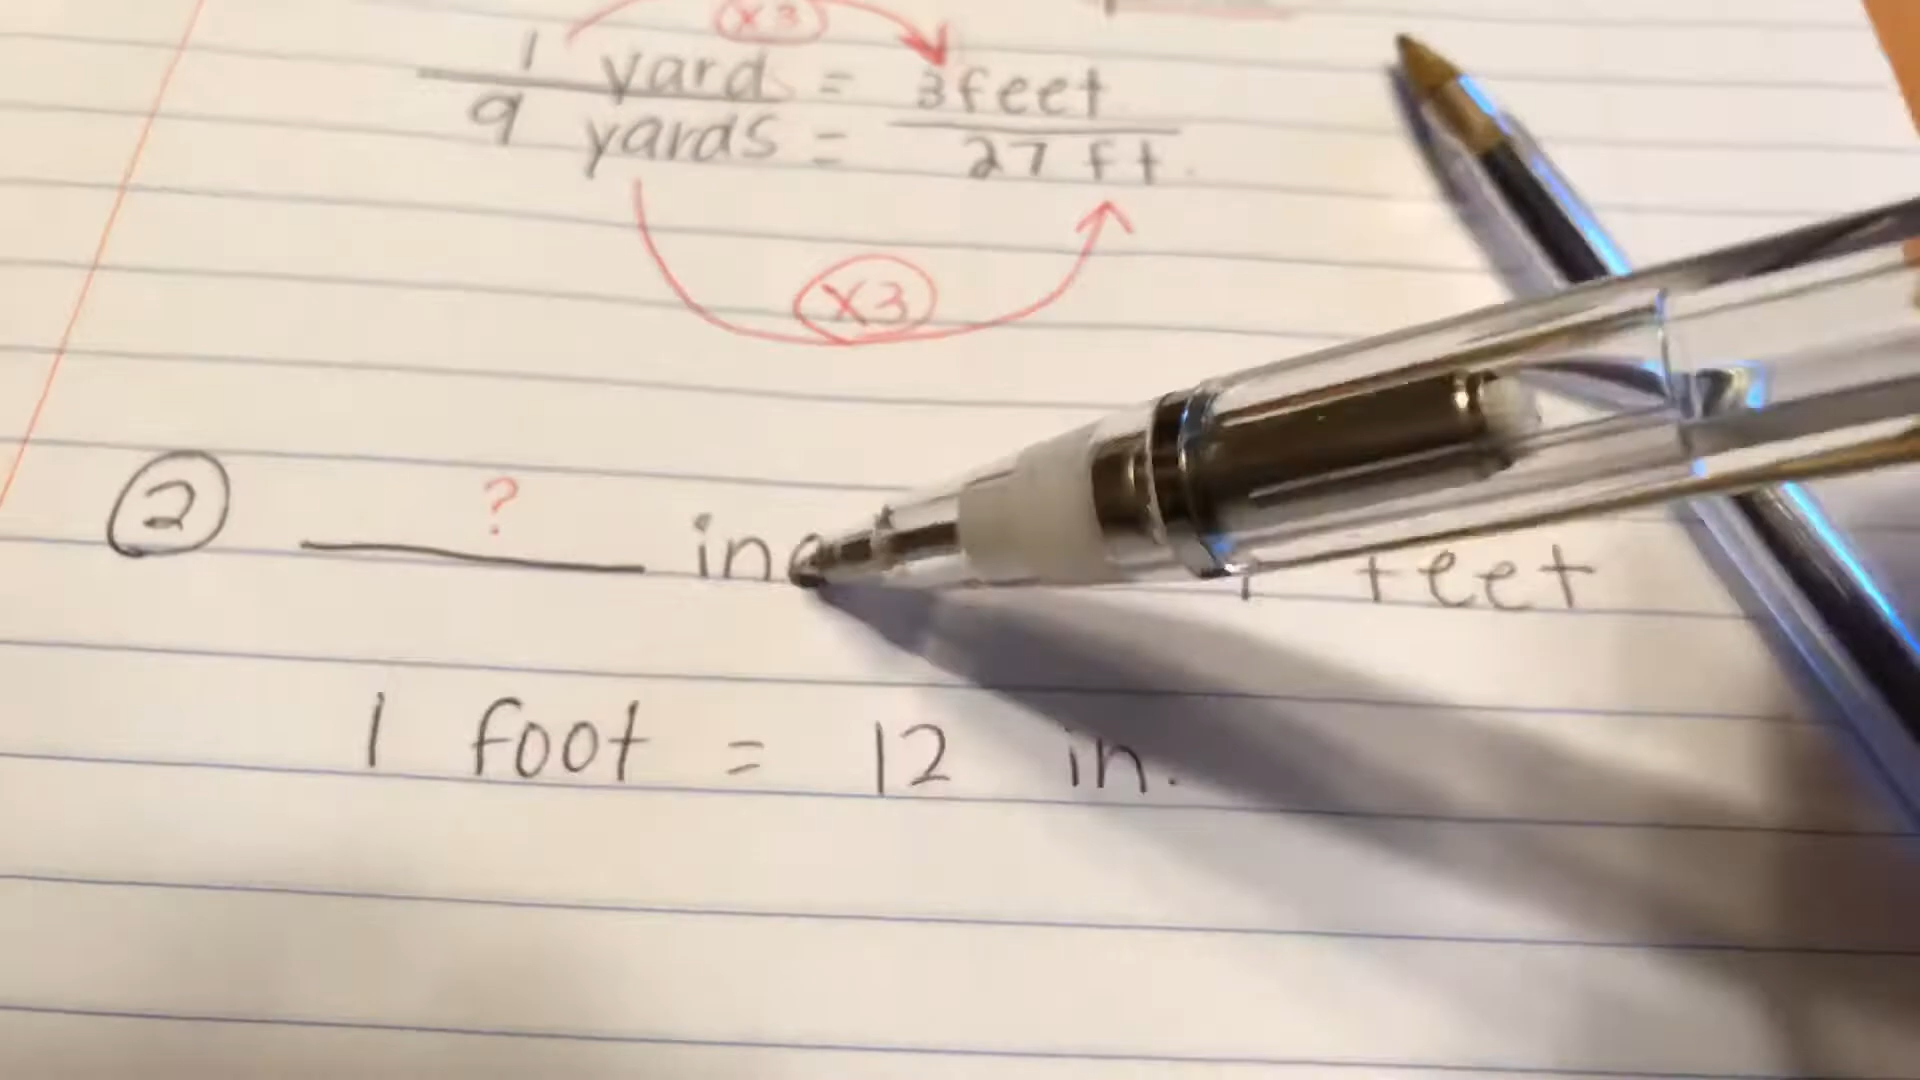 x3
1 yard = 3 feet
9 yards = 27 ft.
x3
2 ? in feet
1 foot = 12 in.